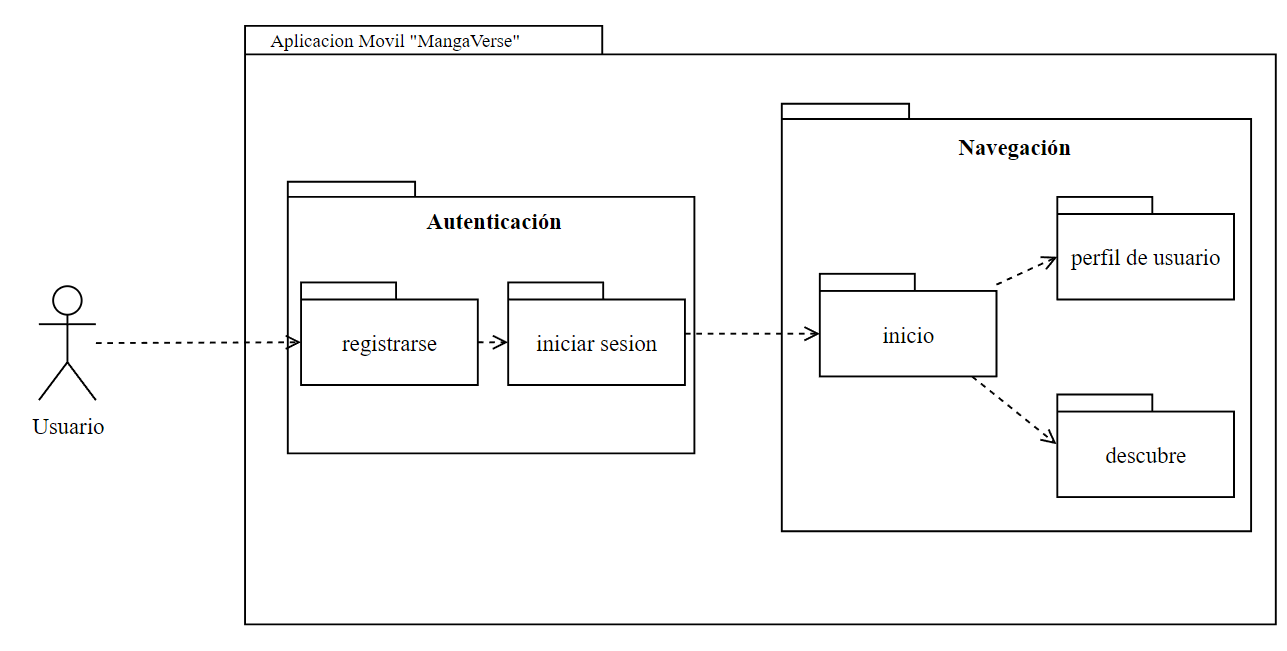 Aplicacion Movil "MangaVerse"
Navegación
Autenticación
perfil de usuario
inicio
registrarse
iniciar sesion
Usuario
descubre